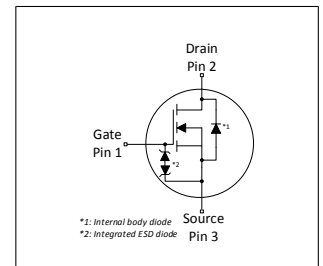 Drain
Pin 2
*1
Gate
Pin 1
*2
*1: Internal body diode
*2: Integrated ESD diode
Source
Pin 3